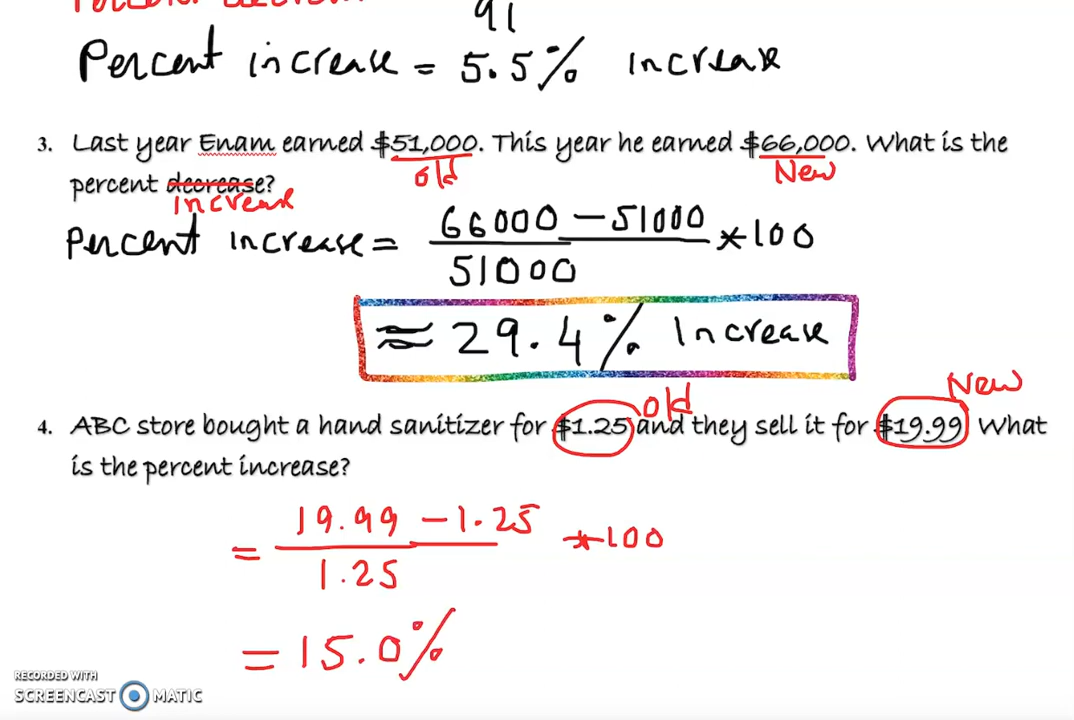 91
Percent increase = 5.5% increase
3. Last year Enam earned $51,000. This year he earned $66,000. What is the
old New
percent decrease?
increase
Percent increase = 66000 - 51000 * 100
51000
≈ 29.4% Increase
old New
4. ABC store bought a hand sanitizer for $1.25 and they sell it for $19.99 What
is the percent increase?
= 19.99 - 1.25 * 100
1.25
= 15.0%
RECORDED WITH
SCREENCAST MATIC